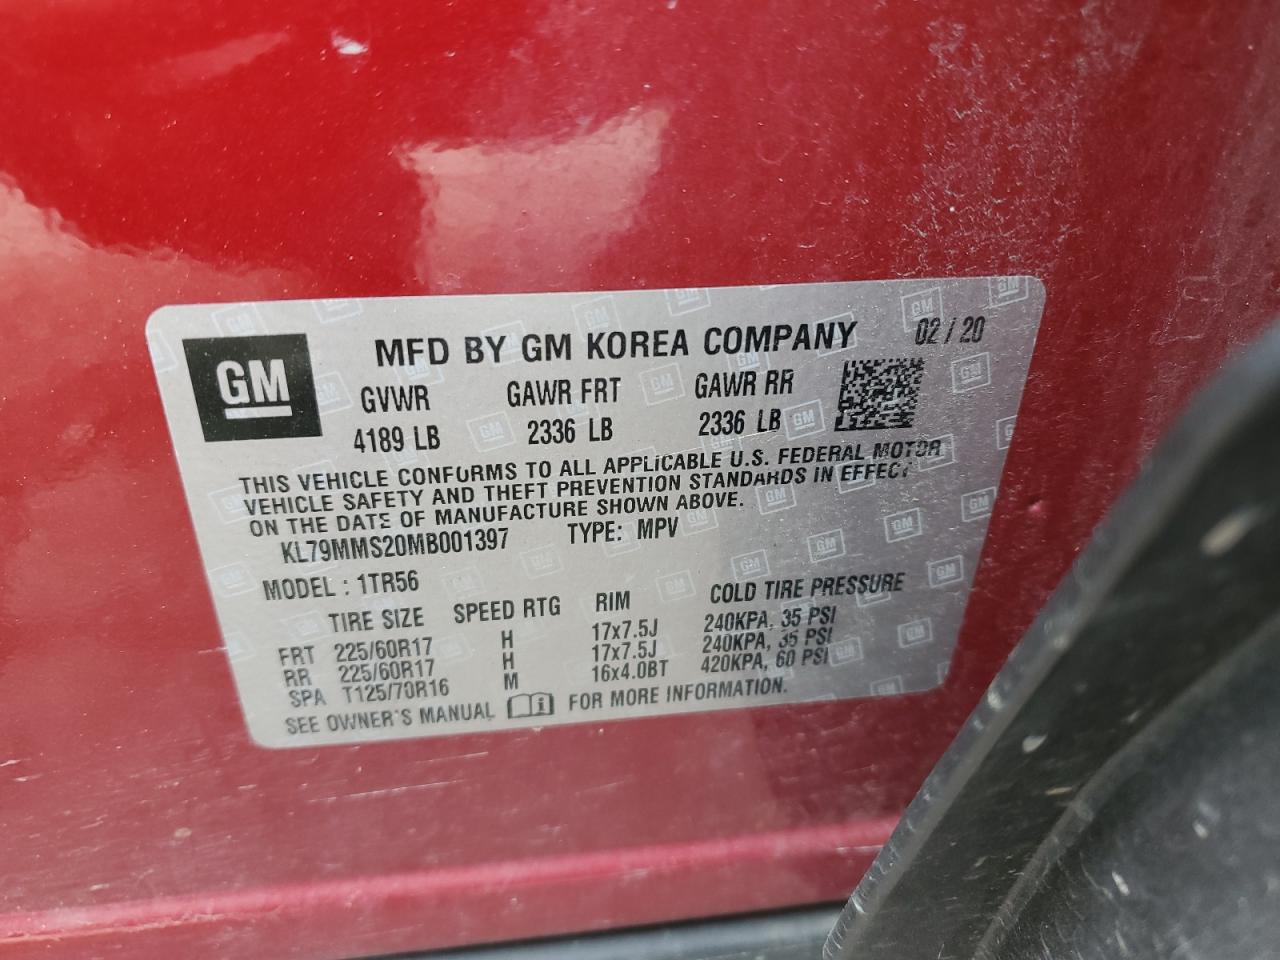 GM
MFD BY GM KOREA COMPANY 02 / 20
GVWR GAWR FRT GAWR RR
4189 LB 2336 LB 2336 LB
THIS VEHICLE CONFORMS TO ALL APPLICABLE U.S. FEDERAL MOTOR
VEHICLE SAFETY AND THEFT PREVENTION STANDARDS IN EFFECT
ON THE DATE OF MANUFACTURE SHOWN ABOVE.
KL79MMS20MB001397 TYPE: MPV
MODEL : 1TR56
TIRE SIZE SPEED RTG RIM COLD TIRE PRESSURE
FRT 225/60R17 H 17x7.5J 240KPA, 35 PSI
RR 225/60R17 H 17x7.5J 240KPA, 35 PSI
SPA T125/70R16 M 16x4.0BT 420KPA, 60 PSI
SEE OWNER'S MANUAL i FOR MORE INFORMATION.